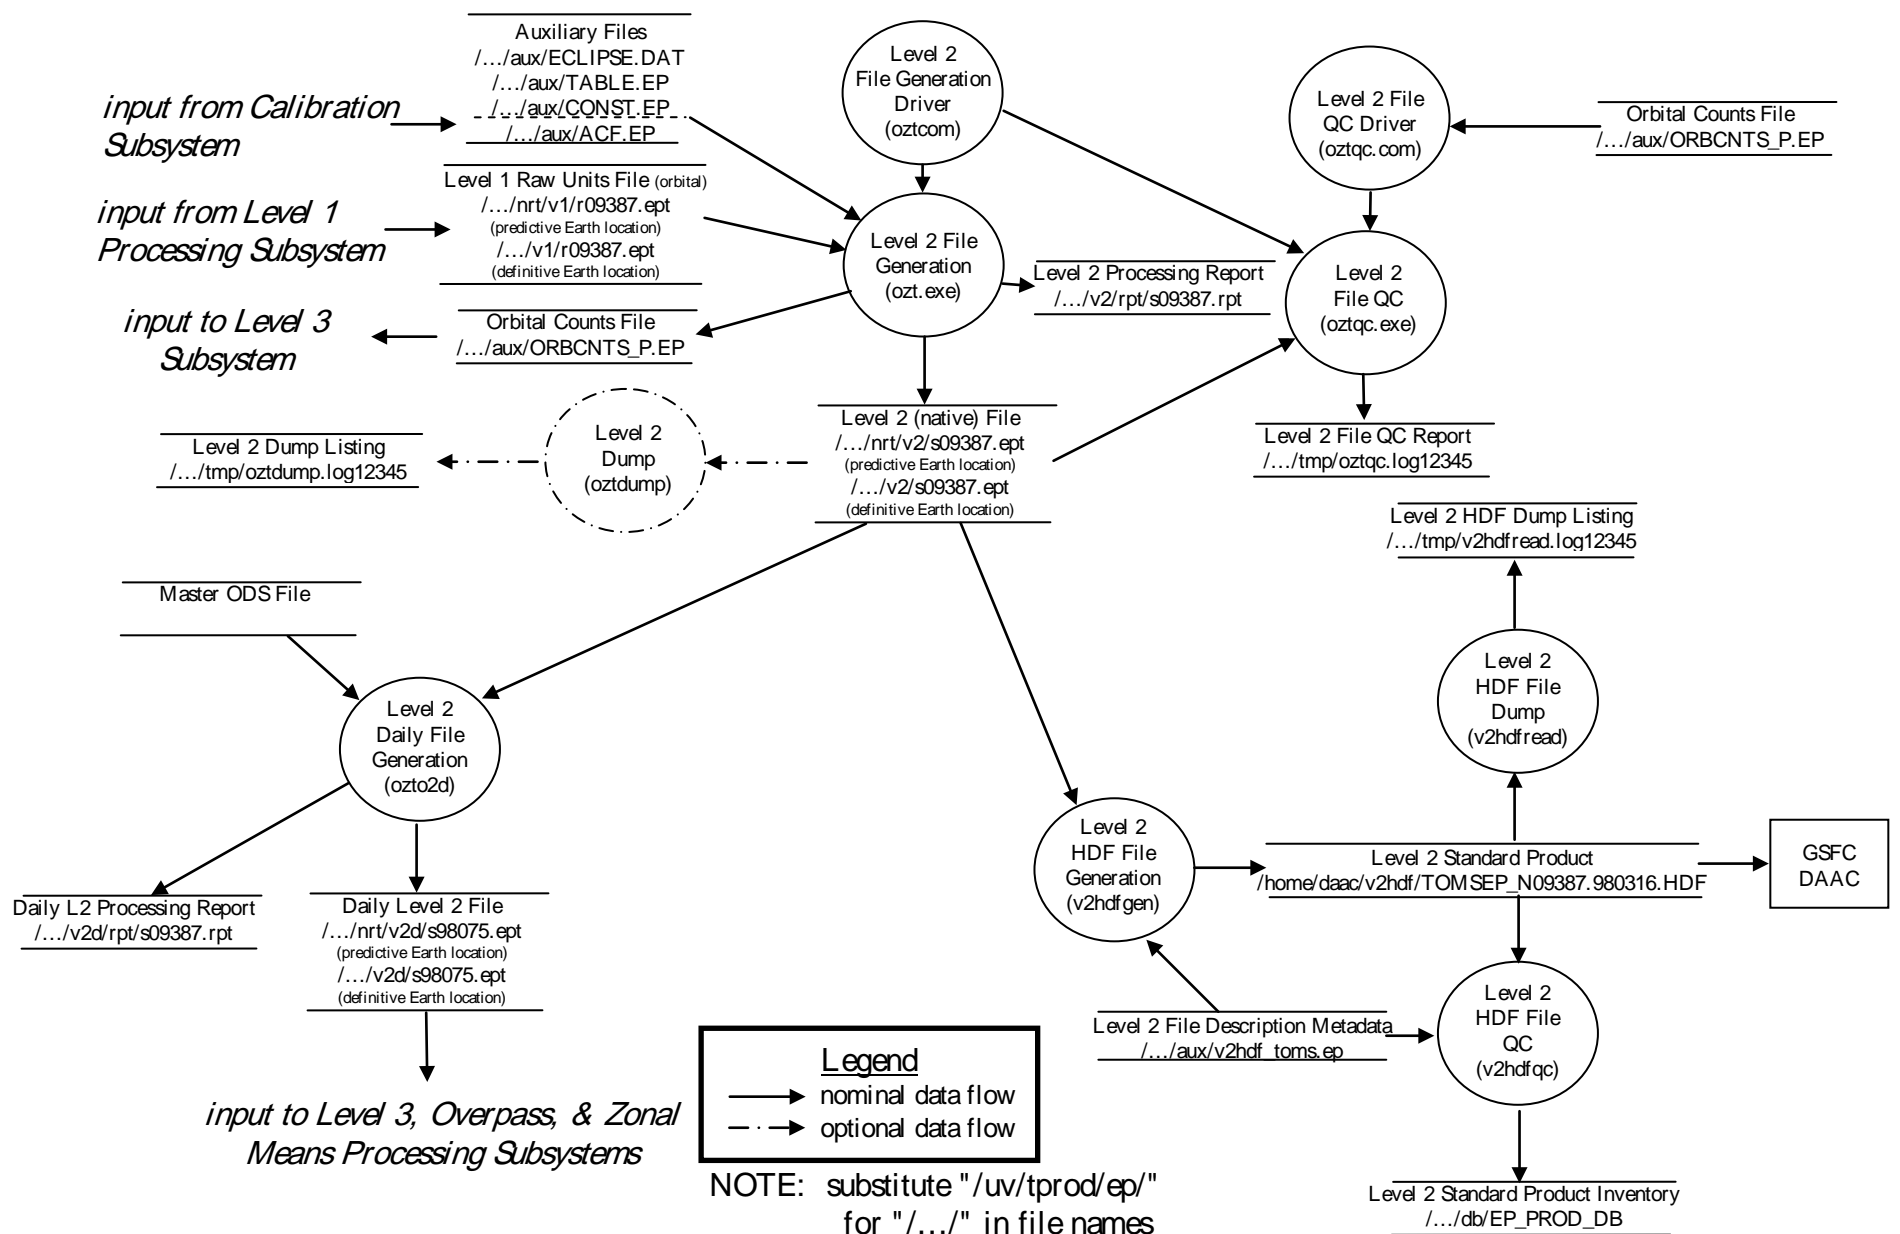 Auxiliary Files
/…/aux/ECLIPSE.DAT
/…/aux/TABLE.EP
/…/aux/CONST.EP
/…/aux/ACF.EP
input from Calibration
Subsystem
Level 2
File Generation
Driver
(oztcom)
Level 2 File
QC Driver
(oztqc.com)
Orbital Counts File
/…/aux/ORBCNTS_P.EP
input from Level 1
Processing Subsystem
Level 1 Raw Units File (orbital)
/…/nrt/v1/r09387.ept
(predictive Earth location)
/…/v1/r09387.ept
(definitive Earth location)
Level 2 File
Generation
(ozt.exe)
Level 2 Processing Report
/…/v2/rpt/s09387.rpt
Level 2
File QC
(oztqc.exe)
input to Level 3
Subsystem
Orbital Counts File
/…/aux/ORBCNTS_P.EP
Level 2 Dump Listing
/…/tmp/oztdump.log12345
Level 2
Dump
(oztdump)
Level 2 (native) File
/…/nrt/v2/s09387.ept
(predictive Earth location)
/…/v2/s09387.ept
(definitive Earth location)
Level 2 File QC Report
/…/tmp/oztqc.log12345
Level 2 HDF Dump Listing
/…/tmp/v2hdfread.log12345
Master ODS File
Level 2
Daily File
Generation
(ozto2d)
Level 2
HDF File
Dump
(v2hdfread)
Level 2
HDF File
Generation
(v2hdfgen)
Level 2 Standard Product
/home/daac/v2hdf/TOMSEP_N09387.980316.HDF
GSFC
DAAC
Daily L2 Processing Report
/…/v2d/rpt/s09387.rpt
Daily Level 2 File
/…/nrt/v2d/s98075.ept
(predictive Earth location)
/…/v2d/s98075.ept
(definitive Earth location)
Level 2 File Description Metadata
/…/aux/v2hdf_toms.ep
Level 2
HDF File
QC
(v2hdfqc)
input to Level 3, Overpass, & Zonal
Means Processing Subsystems
Legend
nominal data flow
optional data flow
NOTE: substitute "/uv/tprod/ep/"
for "/…/" in file names
Level 2 Standard Product Inventory
/…/db/EP_PROD_DB